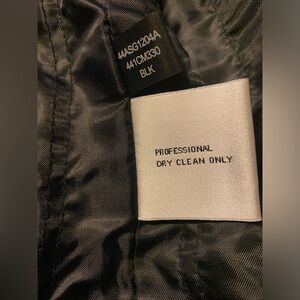 44ASG1204A
441CM330
BLK
PROFESSIONAL
DRY CLEAN ONLY